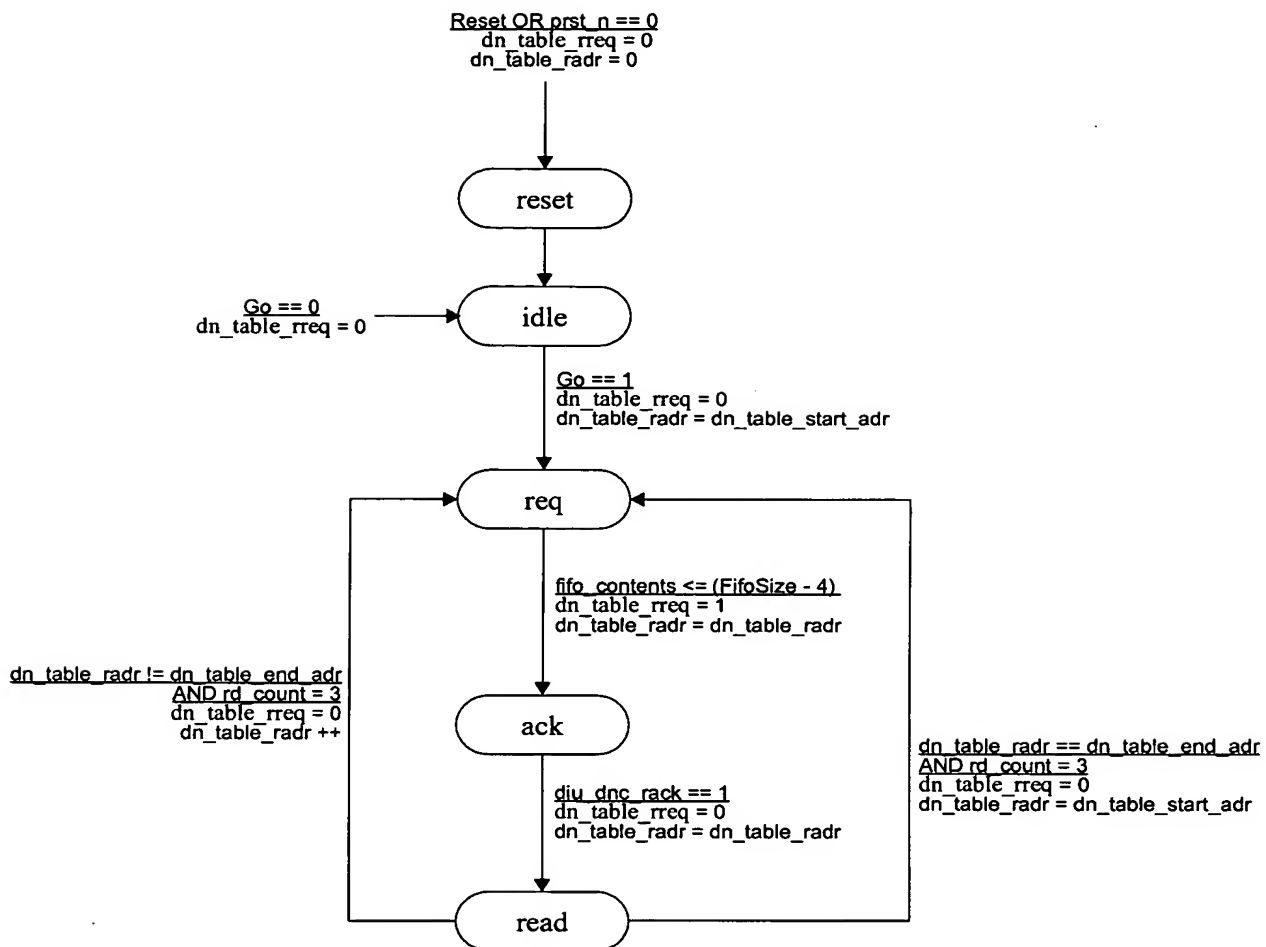 Reset OR prst_n == 0
dn_table_rreq = 0
dn_table_radr = 0
reset
idle
Go == 0
dn_table_rreq = 0
Go == 1
dn_table_rreq = 0
dn_table_radr = dn_table_start_adr
req
fifo_contents <= (FifoSize - 4)
dn_table_rreq = 1
dn_table_radr = dn_table_radr
dn_table_radr != dn_table_end_adr
AND rd_count = 3
dn_table_rreq = 0
dn_table_radr ++
ack
dn_table_radr == dn_table_end_adr
AND rd_count = 3
dn_table_rreq = 0
dn_table_radr = dn_table_start_adr
diu_dnc_rack == 1
dn_table_rreq = 0
dn_table_radr = dn_table_radr
read